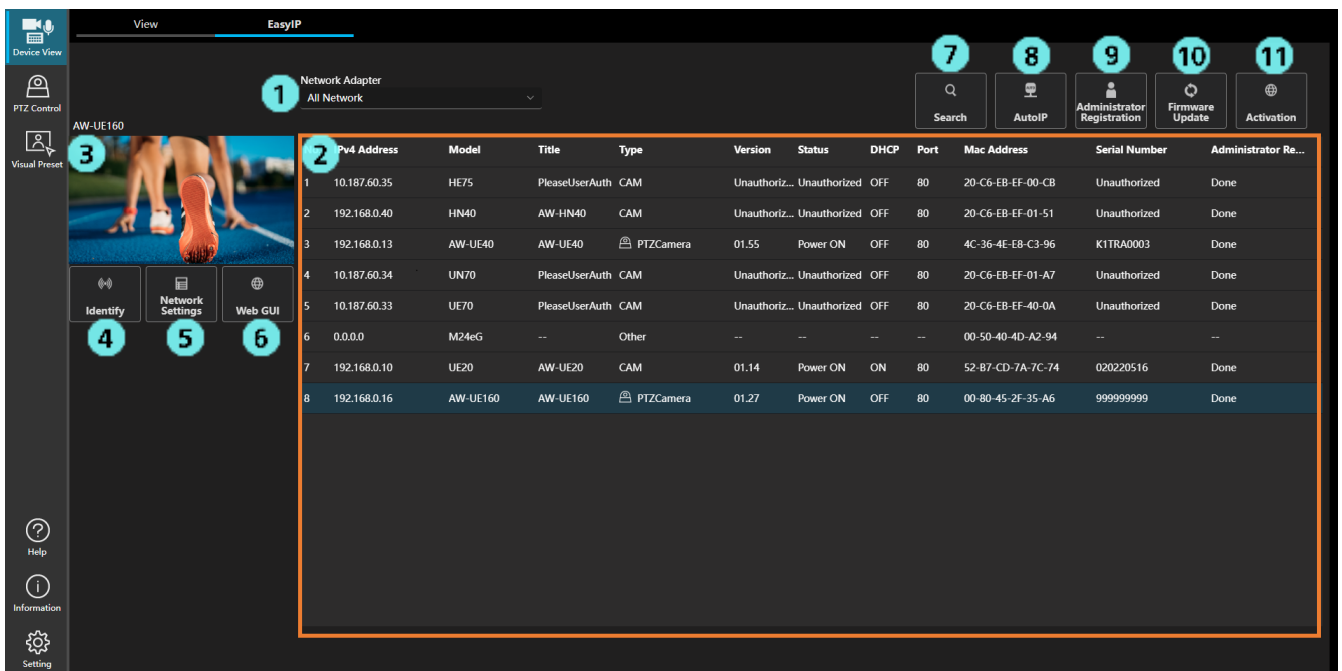 View EasyIP
Device View
PTZ Control
Visual Preset
1 Network Adapter
All Network
7 Search
8 AutoIP
9 Administrator Registration
10 Firmware Update
11 Activation
AW-UE160
3
4 Identify
5 Network Settings
6 Web GUI
2 IPv4 Address Model Title Type Version Status DHCP Port Mac Address Serial Number Administrator Re...
1 10.187.60.35 HE75 PleaseUserAuth CAM Unauthoriz... Unauthorized OFF 80 20-C6-EB-EF-00-CB Unauthorized Done
2 192.168.0.40 HN40 AW-HN40 CAM Unauthoriz... Unauthorized OFF 80 20-C6-EB-EF-01-51 Unauthorized Done
3 192.168.0.13 AW-UE40 AW-UE40 PTZCamera 01.55 Power ON OFF 80 4C-36-4E-E8-C3-96 K1TRA0003 Done
4 10.187.60.34 UN70 PleaseUserAuth CAM Unauthoriz... Unauthorized OFF 80 20-C6-EB-EF-01-A7 Unauthorized Done
5 10.187.60.33 UE70 PleaseUserAuth CAM Unauthoriz... Unauthorized OFF 80 20-C6-EB-EF-40-0A Unauthorized Done
6 0.0.0.0 M24eG -- Other -- -- -- -- 00-50-40-4D-A2-94 -- --
7 192.168.0.10 UE20 AW-UE20 CAM 01.14 Power ON ON 80 52-B7-CD-7A-7C-74 020220516 Done
8 192.168.0.16 AW-UE160 AW-UE160 PTZCamera 01.27 Power ON OFF 80 00-80-45-2F-35-A6 999999999 Done
Help
Information
Setting